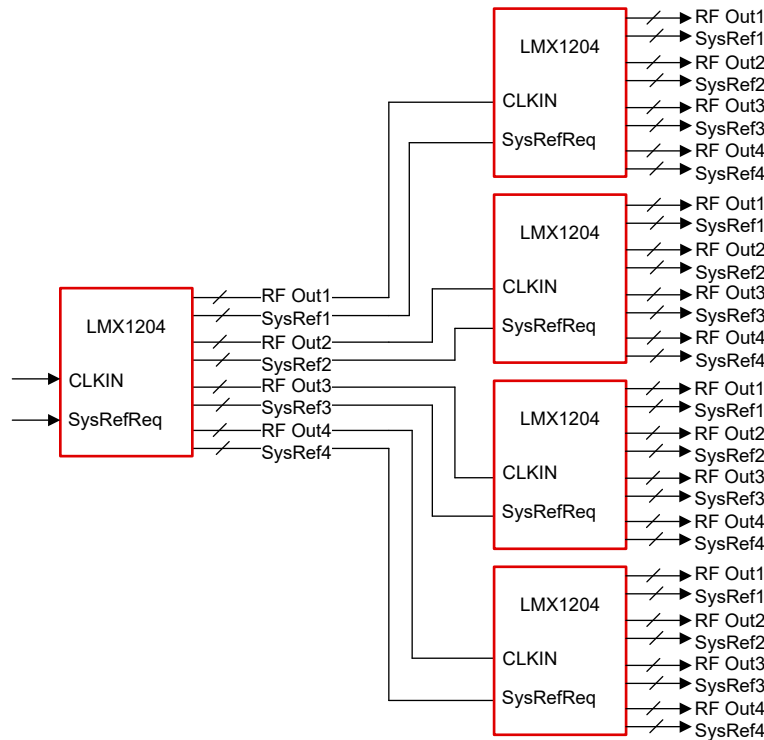 LMX1204
CLKIN
SysRefReq
RF Out1
SysRef1
RF Out2
SysRef2
RF Out3
SysRef3
RF Out4
SysRef4
LMX1204
CLKIN
SysRefReq
RF Out1
SysRef1
RF Out2
SysRef2
RF Out3
SysRef3
RF Out4
SysRef4
LMX1204
CLKIN
SysRefReq
RF Out1
SysRef1
RF Out2
SysRef2
RF Out3
SysRef3
RF Out4
SysRef4
LMX1204
CLKIN
SysRefReq
RF Out1
SysRef1
RF Out2
SysRef2
RF Out3
SysRef3
RF Out4
SysRef4
LMX1204
CLKIN
SysRefReq
RF Out1
SysRef1
RF Out2
SysRef2
RF Out3
SysRef3
RF Out4
SysRef4